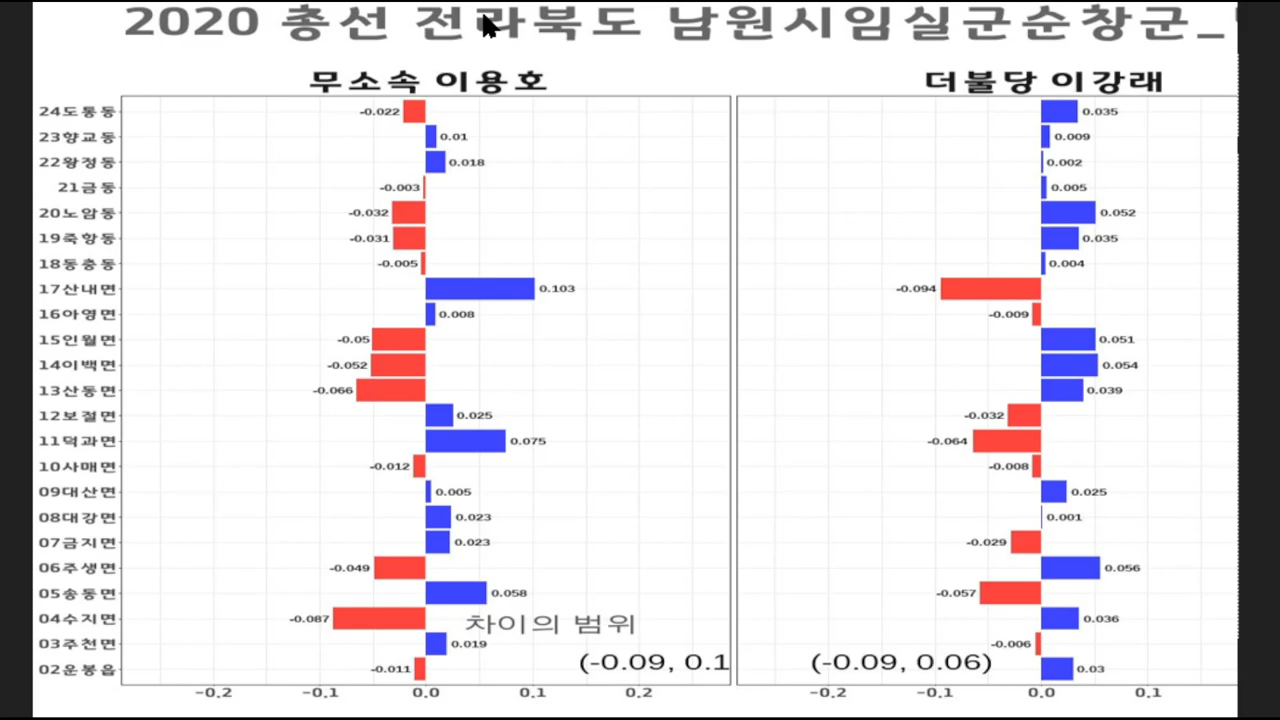 2020 총선 전라북도 남원시임실군순창군_
무소속 이용호 더불당 이강래
24도통동 -0.022 0.035
23향교동 0.01 0.009
22왕정동 0.018 0.002
21금동 -0.003 0.005
20노암동 -0.032 0.052
19죽항동 -0.031 0.035
18동충동 -0.005 0.004
17산내면 0.103 -0.094
16아영면 0.008 -0.009
15인월면 -0.05 0.051
14이백면 -0.052 0.054
13산동면 -0.066 0.039
12보절면 0.025 -0.032
11덕과면 0.075 -0.064
10사매면 -0.012 -0.008
09대산면 0.005 0.025
08대강면 0.023 0.001
07금지면 0.023 -0.029
06주생면 -0.049 0.056
05송동면 0.058 -0.057
04수지면 -0.087 차이의 범위 0.036
03주천면 0.019 -0.006
02운봉읍 -0.011 (-0.09, 0.1 (-0.09, 0.06) 0.03
-0.2 -0.1 0.0 0.1 0.2 -0.2 -0.1 0.0 0.1